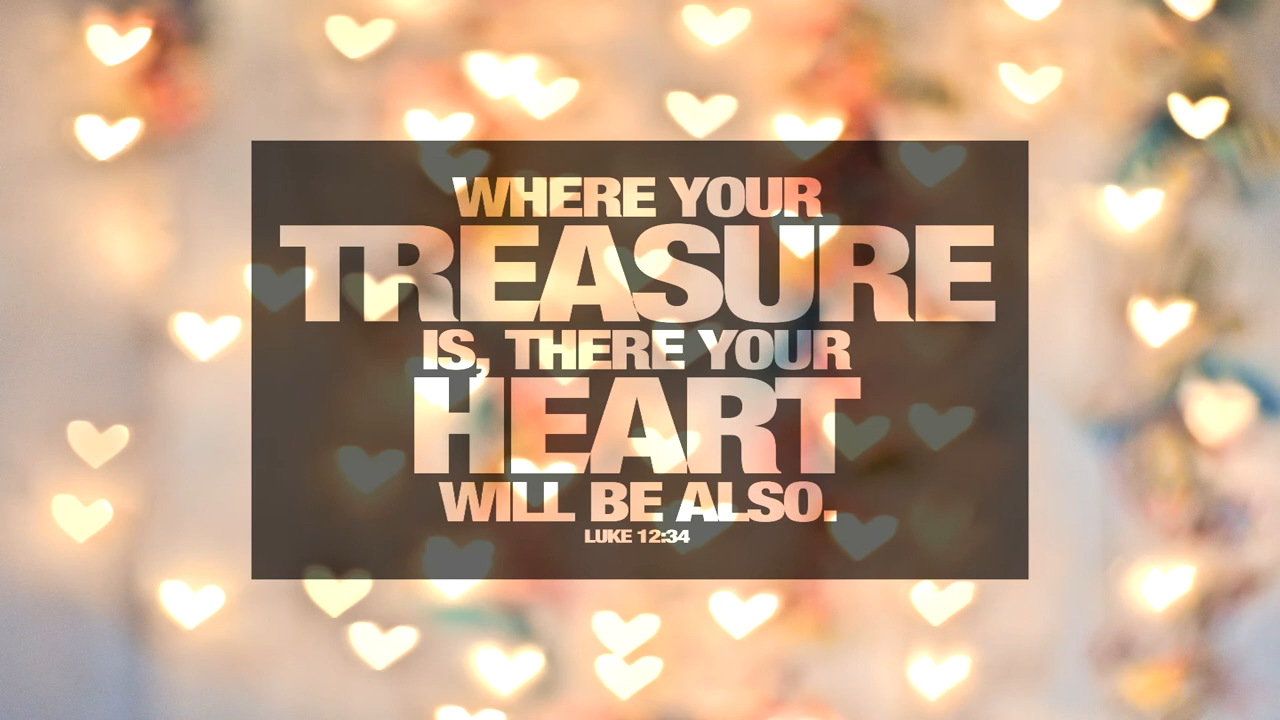 WHERE YOUR
TREASURE
IS, THERE YOUR
HEART
WILL BE ALSO.
LUKE 12:34